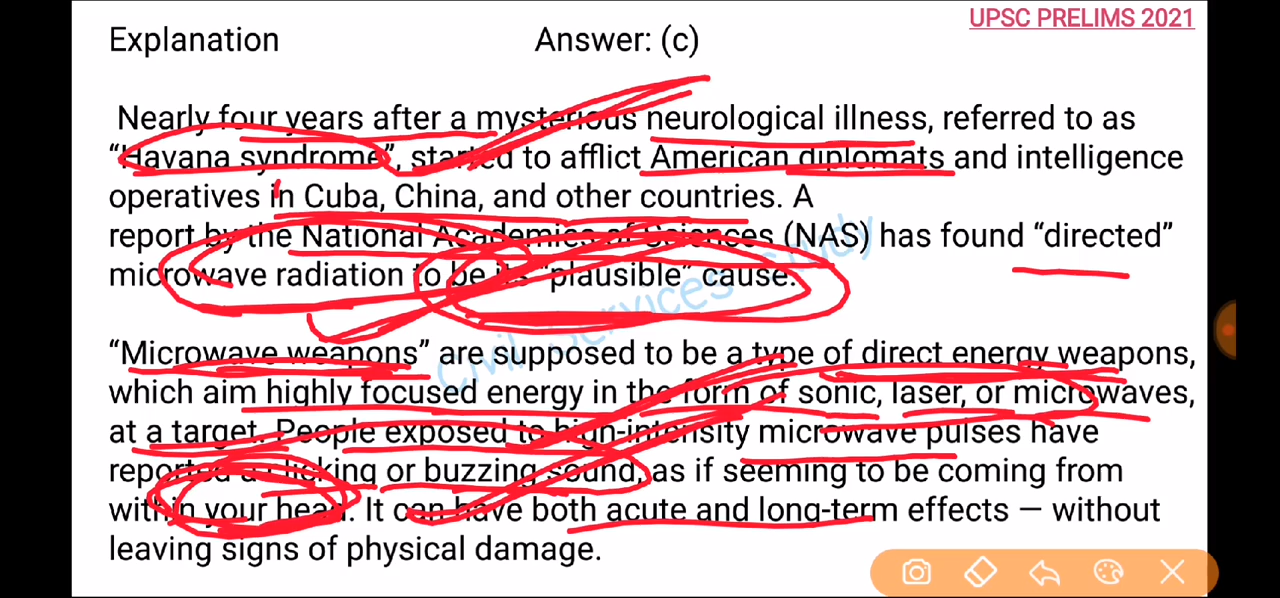 UPSC PRELIMS 2021
Explanation Answer: (c)
Nearly four years after a mysterious neurological illness, referred to as
“Havana syndrome”, started to afflict American diplomats and intelligence
operatives in Cuba, China, and other countries. A
report by the National Academies of Sciences (NAS) has found “directed”
microwave radiation to be its “plausible” cause.
“Microwave weapons” are supposed to be a type of direct energy weapons,
which aim highly focused energy in the form of sonic, laser, or microwaves,
at a target. People exposed to high-intensity microwave pulses have
reported a clicking or buzzing sound, as if seeming to be coming from
within your head. It can have both acute and long-term effects — without
leaving signs of physical damage.
Civil Services Study